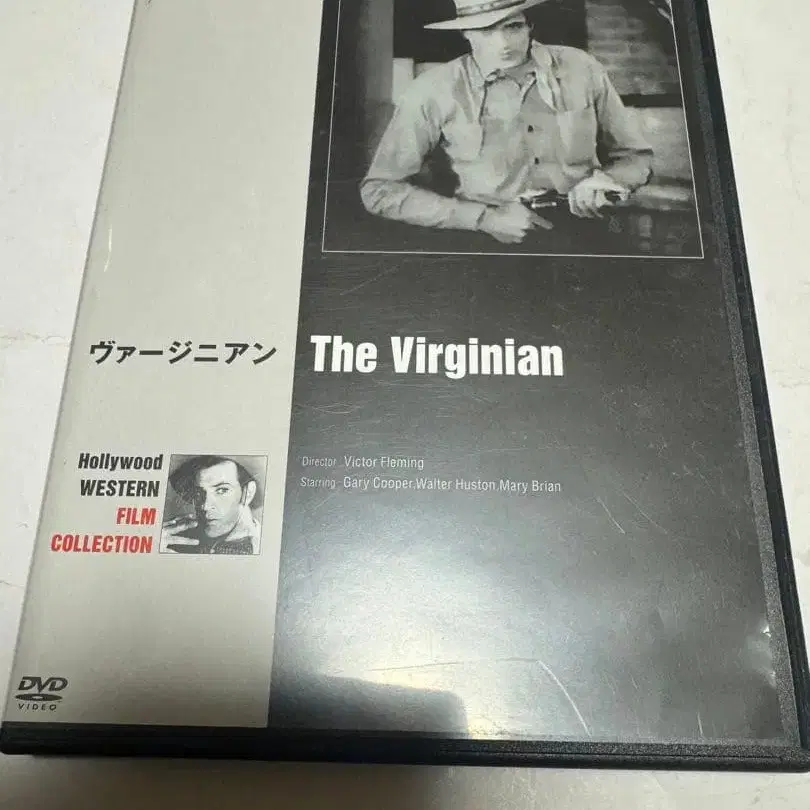 ヴァージニアン
The Virginian
Director Victor Fleming
Starring Gary Cooper,Walter Huston,Mary Brian
Hollywood
WESTERN
FILM
COLLECTION
DVD
VIDEO